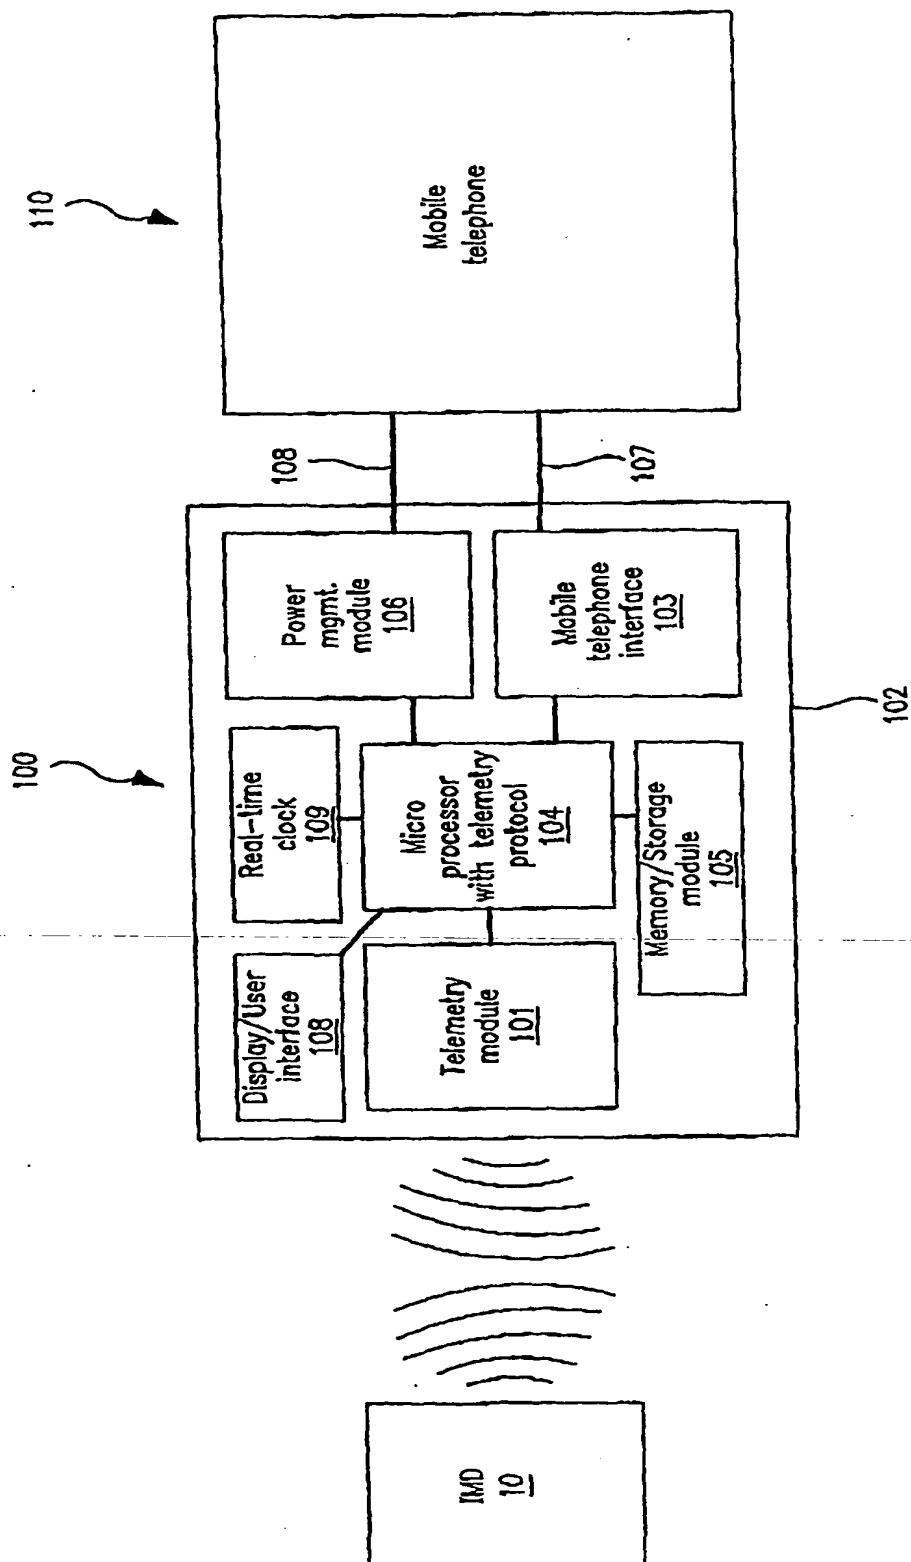 100
110
Display/User
interface
108
Real-time
clock
109
Power
mgmt.
module
106
108
Mobile
telephone
Telemetry
module
101
Micro
processor
with telemetry
protocol
104
Mobile
telephone
interface
103
107
Memory/Storage
module
105
102
IMD
10